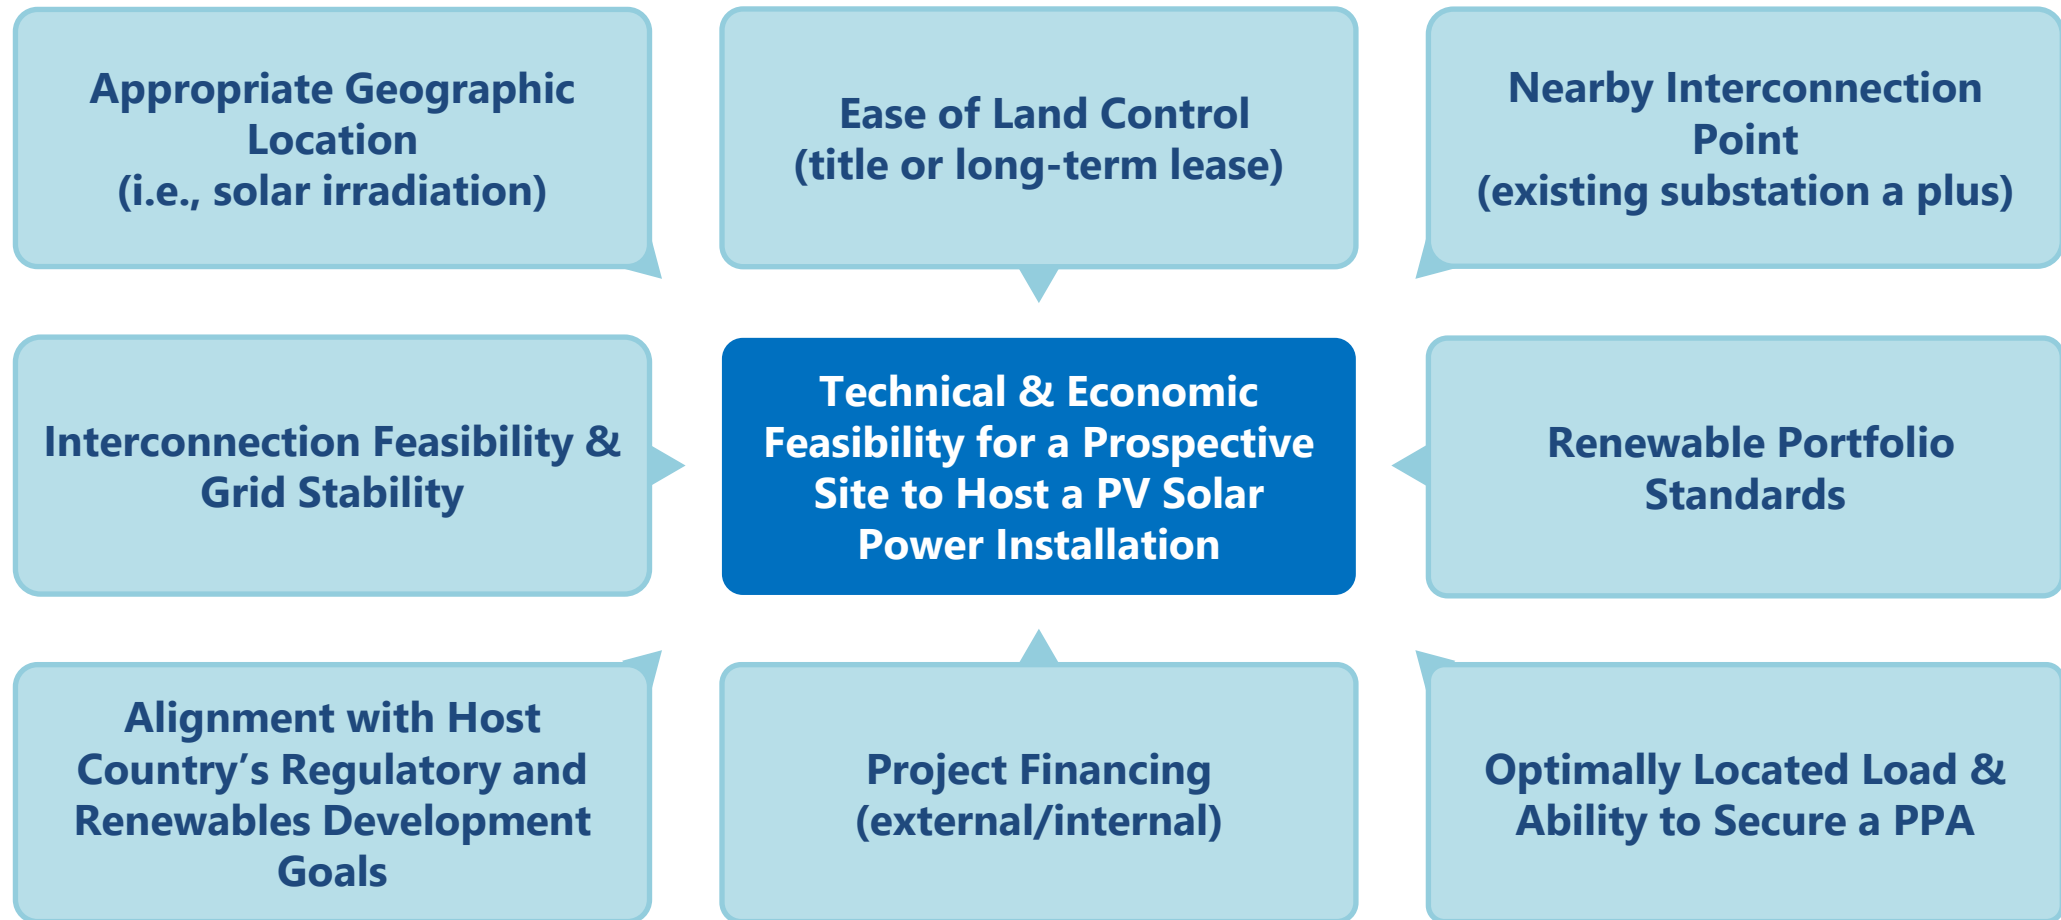 Appropriate Geographic
Location
(i.e., solar irradiation)
Ease of Land Control
(title or long-term lease)
Nearby Interconnection
Point
(existing substation a plus)
Interconnection Feasibility &
Grid Stability
Technical & Economic
Feasibility for a Prospective
Site to Host a PV Solar
Power Installation
Renewable Portfolio
Standards
Alignment with Host
Country’s Regulatory and
Renewables Development
Goals
Project Financing
(external/internal)
Optimally Located Load &
Ability to Secure a PPA